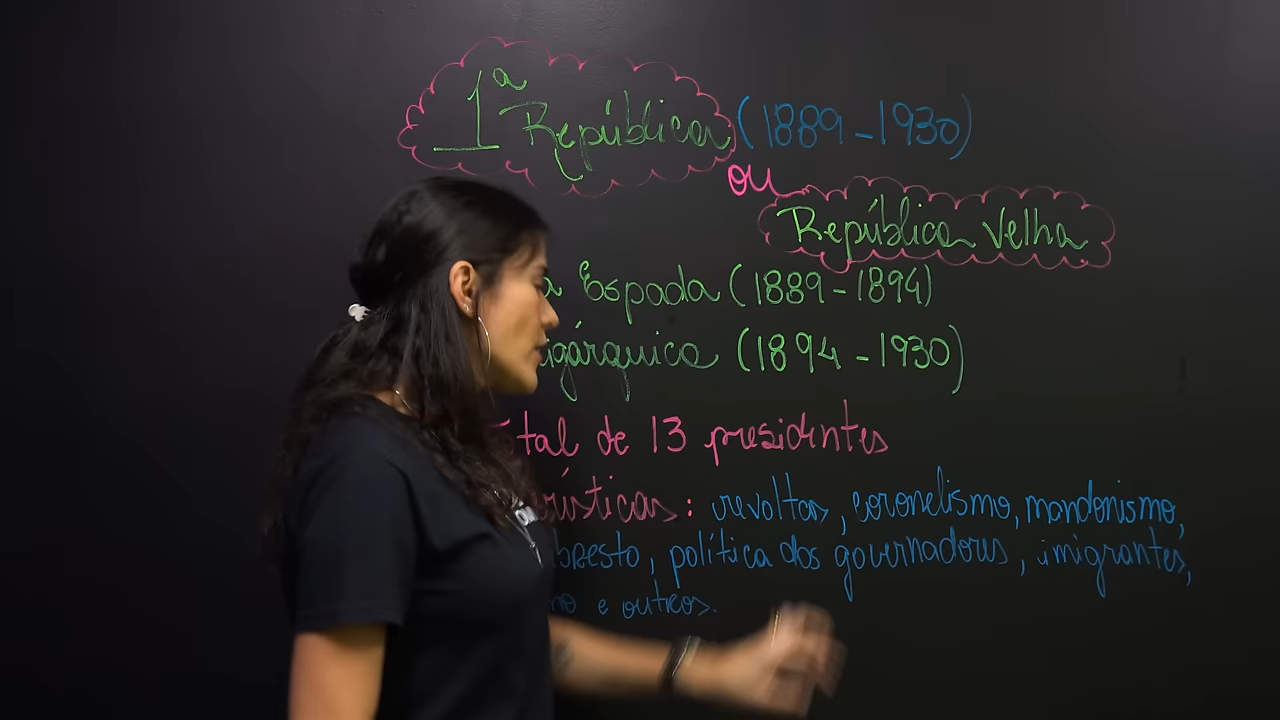 1ª República (1889-1930)
ou
República Velha
Espada (1889-1894)
(1894-1930)
de 13 presidentes
: revoltas, coronelismo, mandonismo,
política dos governadores, imigrantes,
e outros.